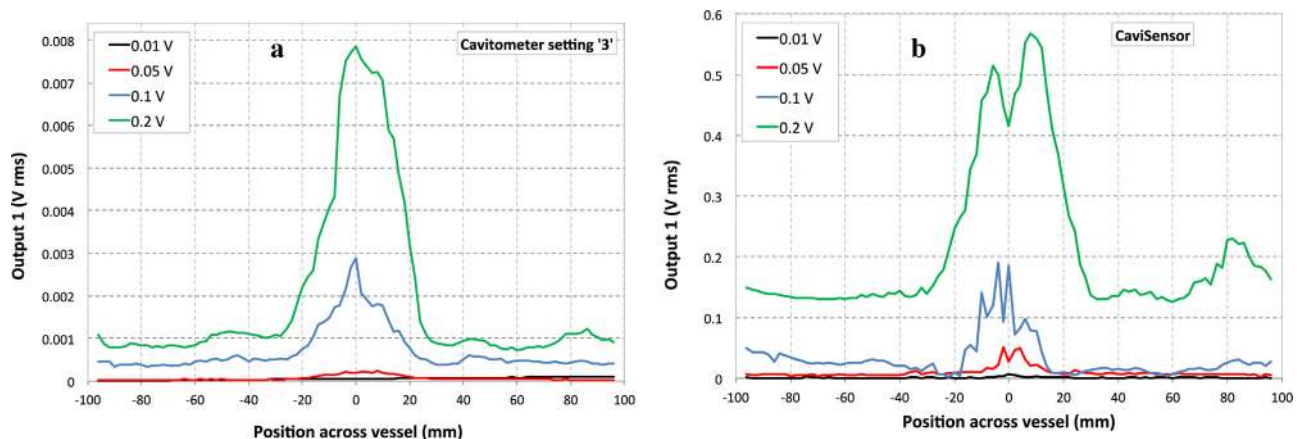 a
Cavitometer setting '3'
0.01 V
0.05 V
0.1 V
0.2 V
Output 1 (V rms)
0.008
0.007
0.006
0.005
0.004
0.003
0.002
0.001
0
-100 -80 -60 -40 -20 0 20 40 60 80 100
Position across vessel (mm)
b
CaviSensor
0.01 V
0.05 V
0.1 V
0.2 V
Output 1 (V rms)
0.6
0.5
0.4
0.3
0.2
0.1
0
-100 -80 -60 -40 -20 0 20 40 60 80 100
Position across vessel (mm)